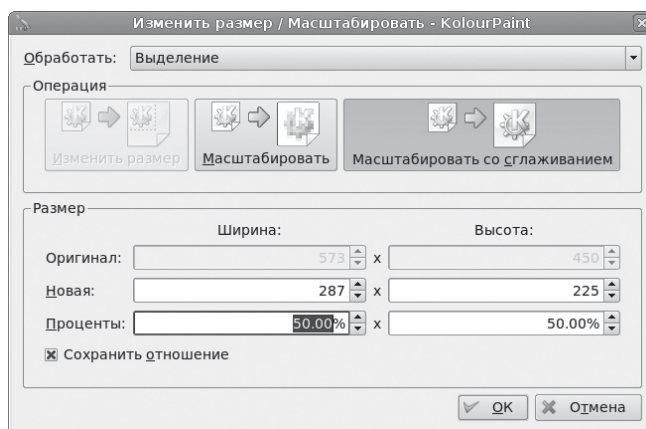 Изменить размер / Масштабировать - KolourPaint
Обработать: Выделение
Операция
Изменить размер Масштабировать Масштабировать со сглаживанием
Размер
Ширина: Высота:
Оригинал: 573 x 450
Новая: 287 x 225
Проценты: 50.00% x 50.00%
Сохранить отношение
OK Отмена